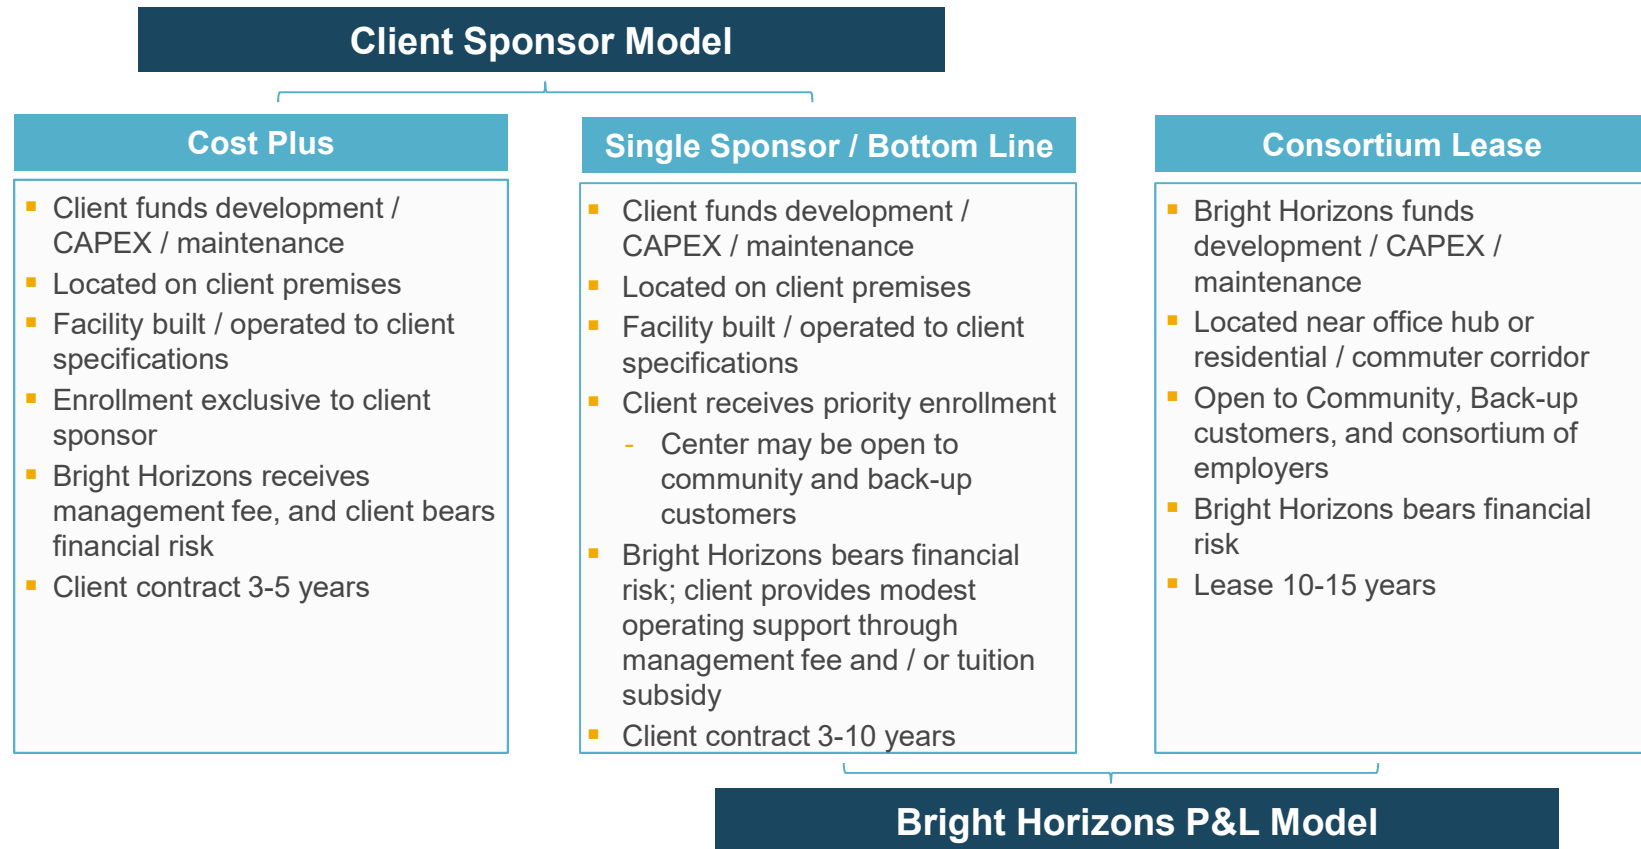 Client Sponsor Model
Cost Plus
▪ Client funds development /
CAPEX / maintenance
▪ Located on client premises
▪ Facility built / operated to client
specifications
▪ Enrollment exclusive to client
sponsor
▪ Bright Horizons receives
management fee, and client bears
financial risk
▪ Client contract 3-5 years
Single Sponsor / Bottom Line
▪ Client funds development /
CAPEX / maintenance
▪ Located on client premises
▪ Facility built / operated to client
specifications
▪ Client receives priority enrollment
- Center may be open to
community and back-up
customers
▪ Bright Horizons bears financial
risk; client provides modest
operating support through
management fee and / or tuition
subsidy
▪ Client contract 3-10 years
Consortium Lease
▪ Bright Horizons funds
development / CAPEX /
maintenance
▪ Located near office hub or
residential / commuter corridor
▪ Open to Community, Back-up
customers, and consortium of
employers
▪ Bright Horizons bears financial
risk
▪ Lease 10-15 years
Bright Horizons P&L Model